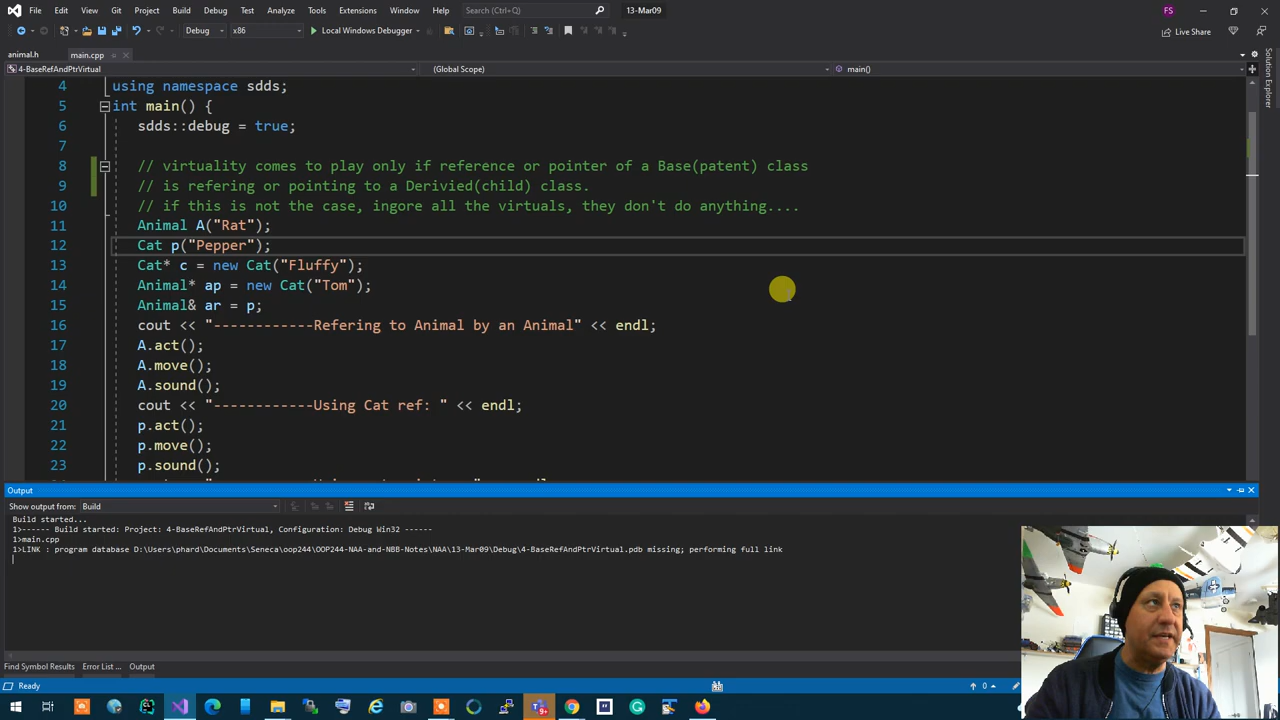 File Edit View Git Project Build Debug Test Analyze Tools Extensions Window Help Search (Ctrl+Q) 13-Mar09 FS
Debug x86 Local Windows Debugger Live Share
animal.h main.cpp
4-BaseRefAndPtrVirtual (Global Scope) main()
Solution Explorer
4 using namespace sdds;
5 int main() {
6 sdds::debug = true;
7
8 // virtuality comes to play only if reference or pointer of a Base(patent) class
9 // is refering or pointing to a Derivied(child) class.
10 // if this is not the case, ingore all the virtuals, they don't do anything....
11 Animal A("Rat");
12 Cat p("Pepper");
13 Cat* c = new Cat("Fluffy");
14 Animal* ap = new Cat("Tom");
15 Animal& ar = p;
16 cout << "------------Refering to Animal by an Animal" << endl;
17 A.act();
18 A.move();
19 A.sound();
20 cout << "------------Using Cat ref: " << endl;
21 p.act();
22 p.move();
23 p.sound();
Output
Show output from: Build
Build started...
1>------ Build started: Project: 4-BaseRefAndPtrVirtual, Configuration: Debug Win32 ------
1>main.cpp
1>LINK : program database D:\Users\phard\Documents\Seneca\oop244\OOP244-NAA-and-NBB-Notes\NAA\13-Mar09\Debug\4-BaseRefAndPtrVirtual.pdb missing; performing full link
Find Symbol Results Error List ... Output
Ready 0